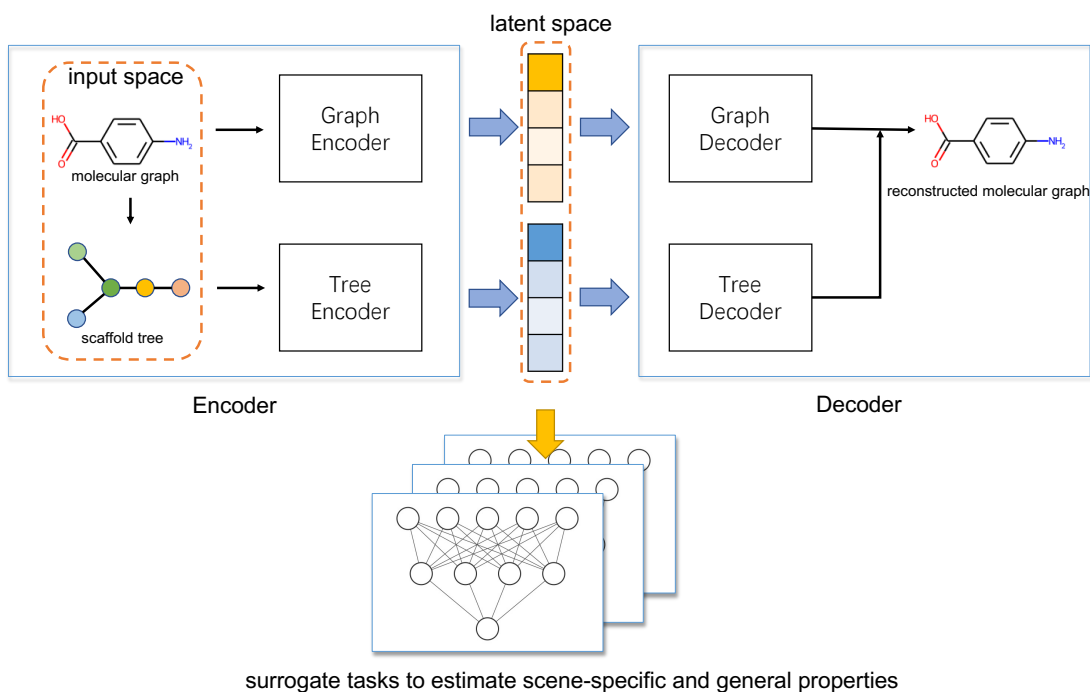 latent space
input space
HO
O
NH₂
molecular graph
Graph
Encoder
Graph
Decoder
HO
O
NH₂
reconstructed molecular graph
scaffold tree
Tree
Encoder
Tree
Decoder
Encoder
Decoder
surrogate tasks to estimate scene-specific and general properties